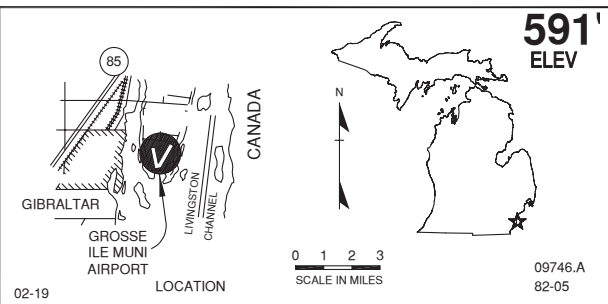 591'
ELEV
85
N
CANADA
V
LIVINGSTON
CHANNEL
GIBRALTAR
GROSSE
ILE MUNI
AIRPORT
0 1 2 3
SCALE IN MILES
LOCATION
02-19
09746.A
82-05